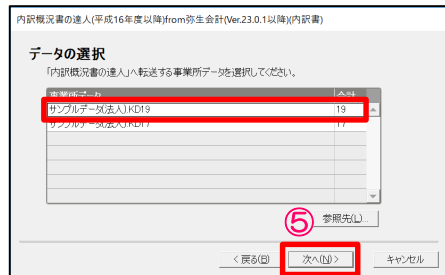 内訳概況書の達人(平成16年度以降)from弥生会計(Ver.23.0.1以降)(内訳書)
データの選択
「内訳概況書の達人」へ転送する事業所データを選択してください。
事業所データ 会計
サンプルデータ(法人).KD19 19
サンプルデータ(法人).KD17 17
⑤
参照先(L)...
< 戻る(B) 次へ(N) > キャンセル